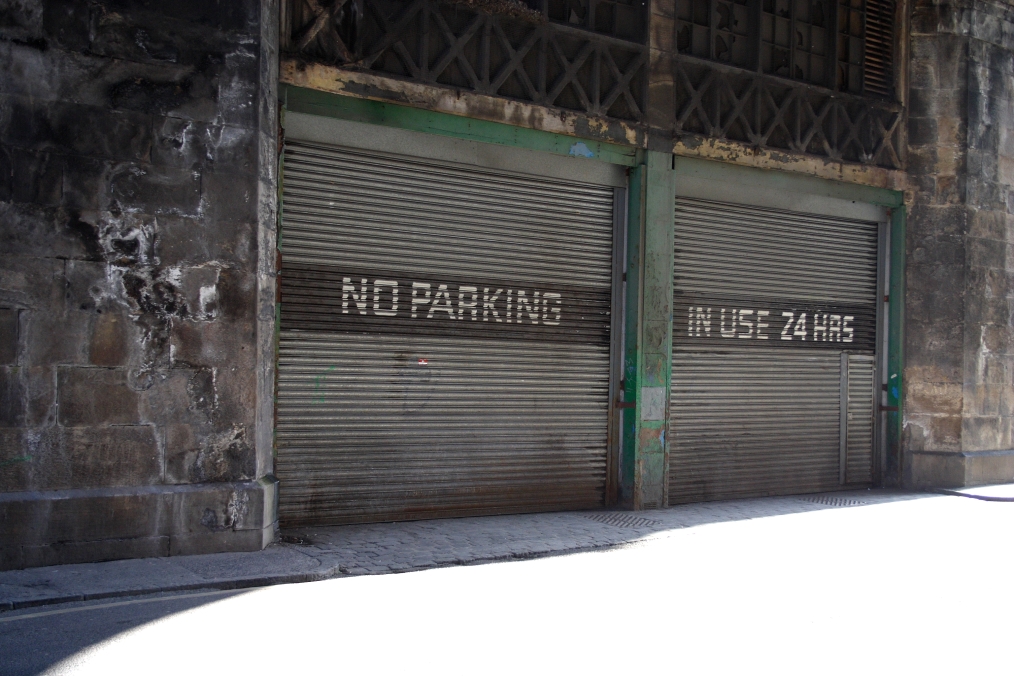 NO PARKING
IN USE 24 HRS